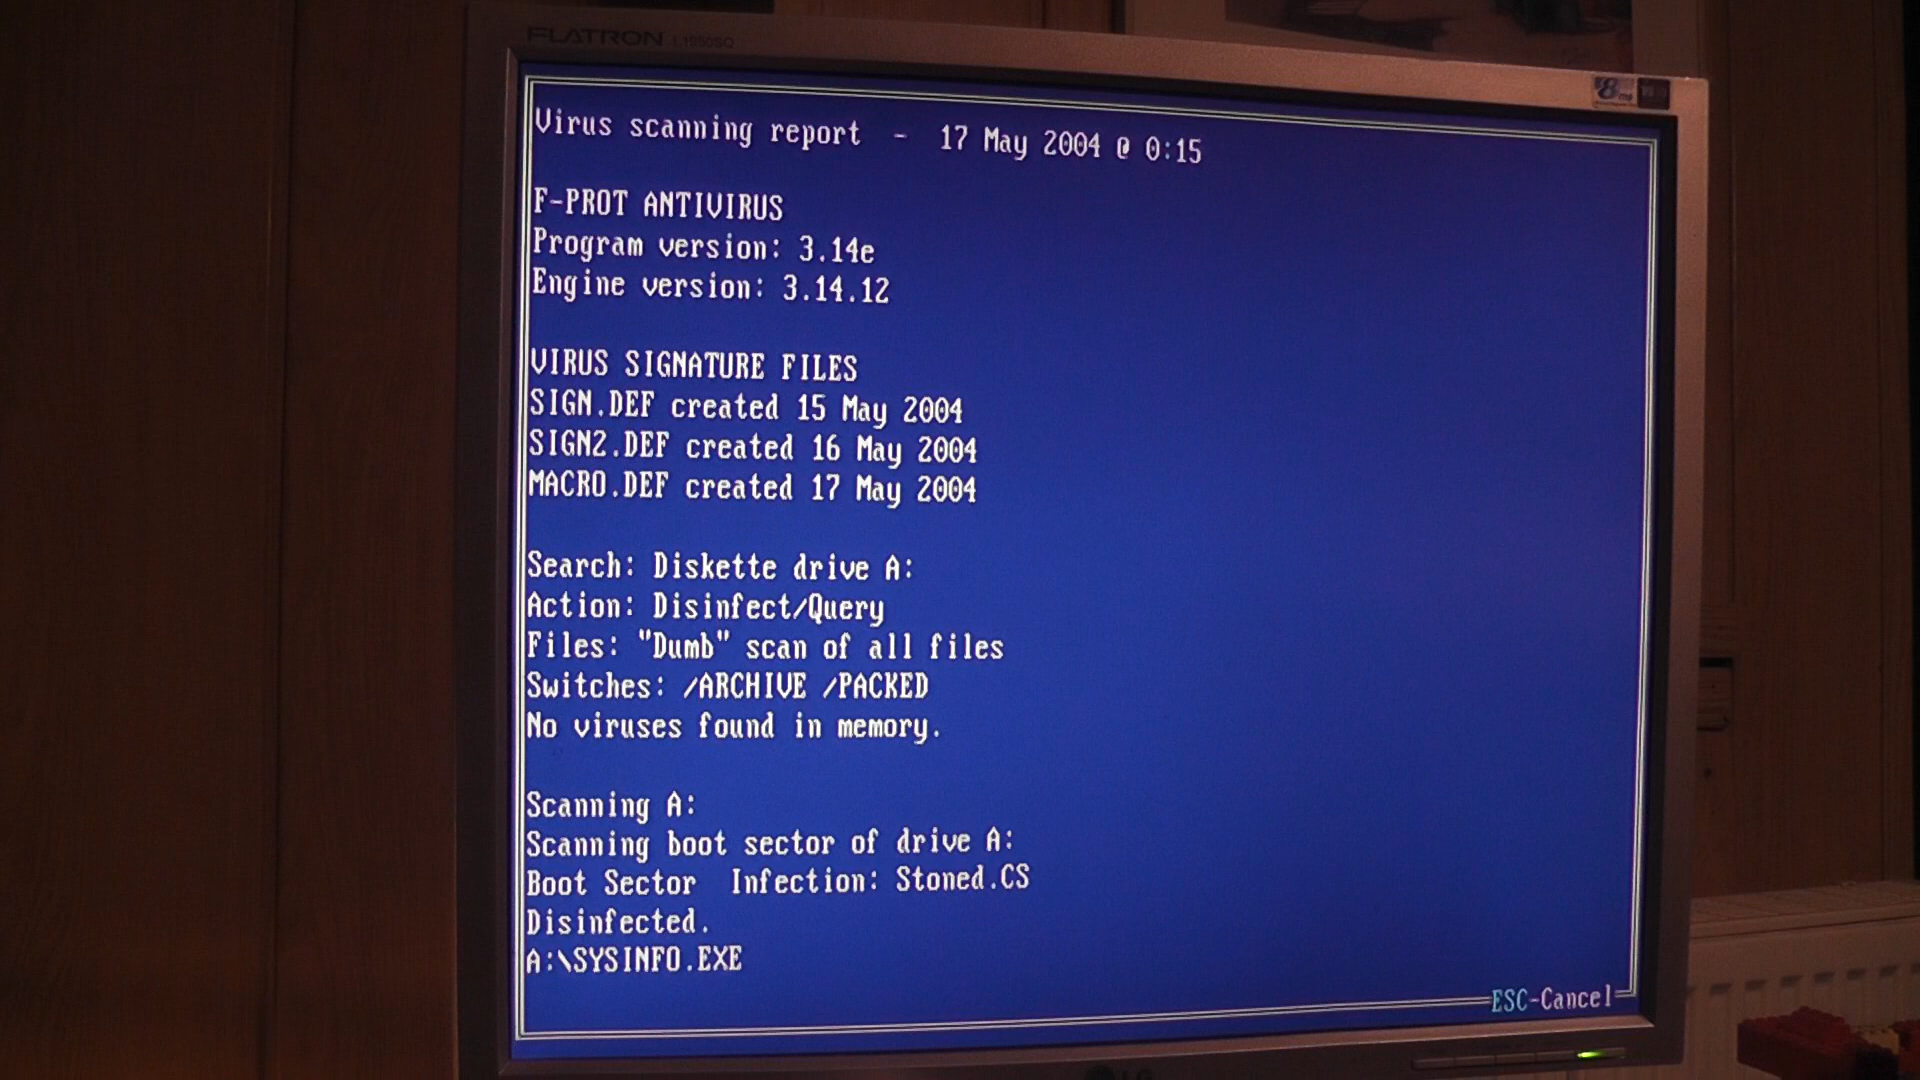 FLATRON L1950SQ
8ms
Virus scanning report  -  17 May 2004 @ 0:15
F-PROT ANTIVIRUS
Program version: 3.14e
Engine version: 3.14.12
VIRUS SIGNATURE FILES
SIGN.DEF created 15 May 2004
SIGN2.DEF created 16 May 2004
MACRO.DEF created 17 May 2004
Search: Diskette drive A:
Action: Disinfect/Query
Files: "Dumb" scan of all files
Switches: /ARCHIVE /PACKED
No viruses found in memory.
Scanning A:
Scanning boot sector of drive A:
Boot Sector  Infection: Stoned.CS
Disinfected.
A:\SYSINFO.EXE
ESC-Cancel
LG